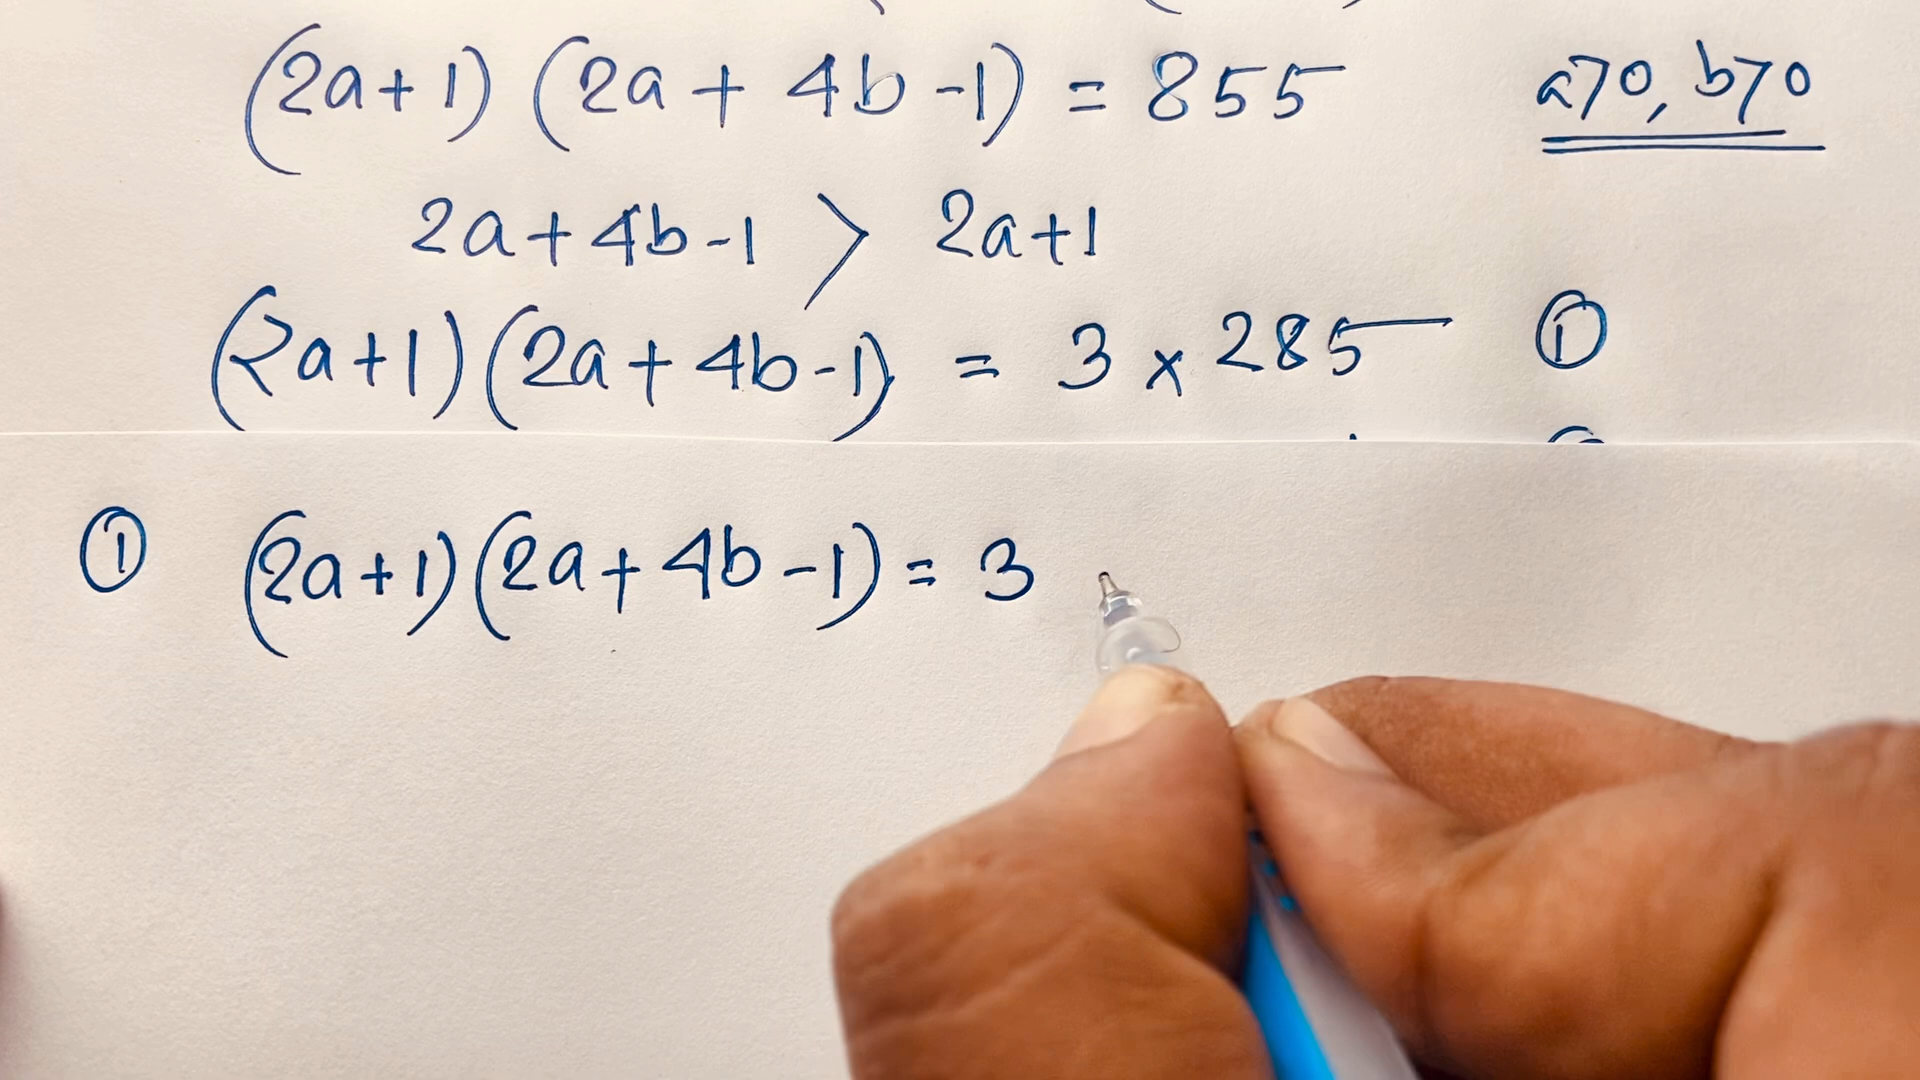 (2a+1) (2a + 4b -1) = 855 a>0, b>0
2a+4b-1 > 2a+1
(2a+1)(2a+4b-1) = 3 × 285 ①
① (2a+1)(2a+4b-1) = 3